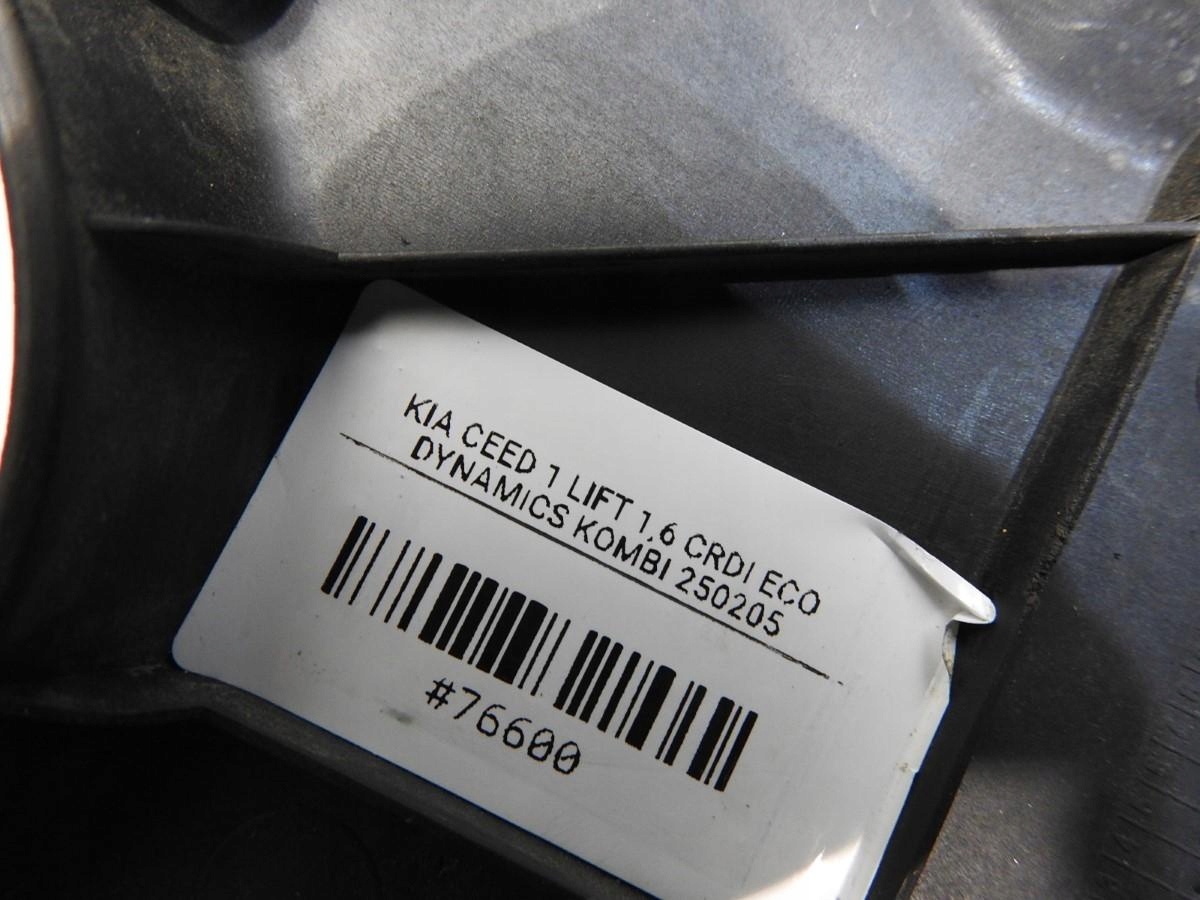 KIA CEED 1 LIFT 1,6 CRDI ECO
DYNAMICS KOMBI 250205
#76600